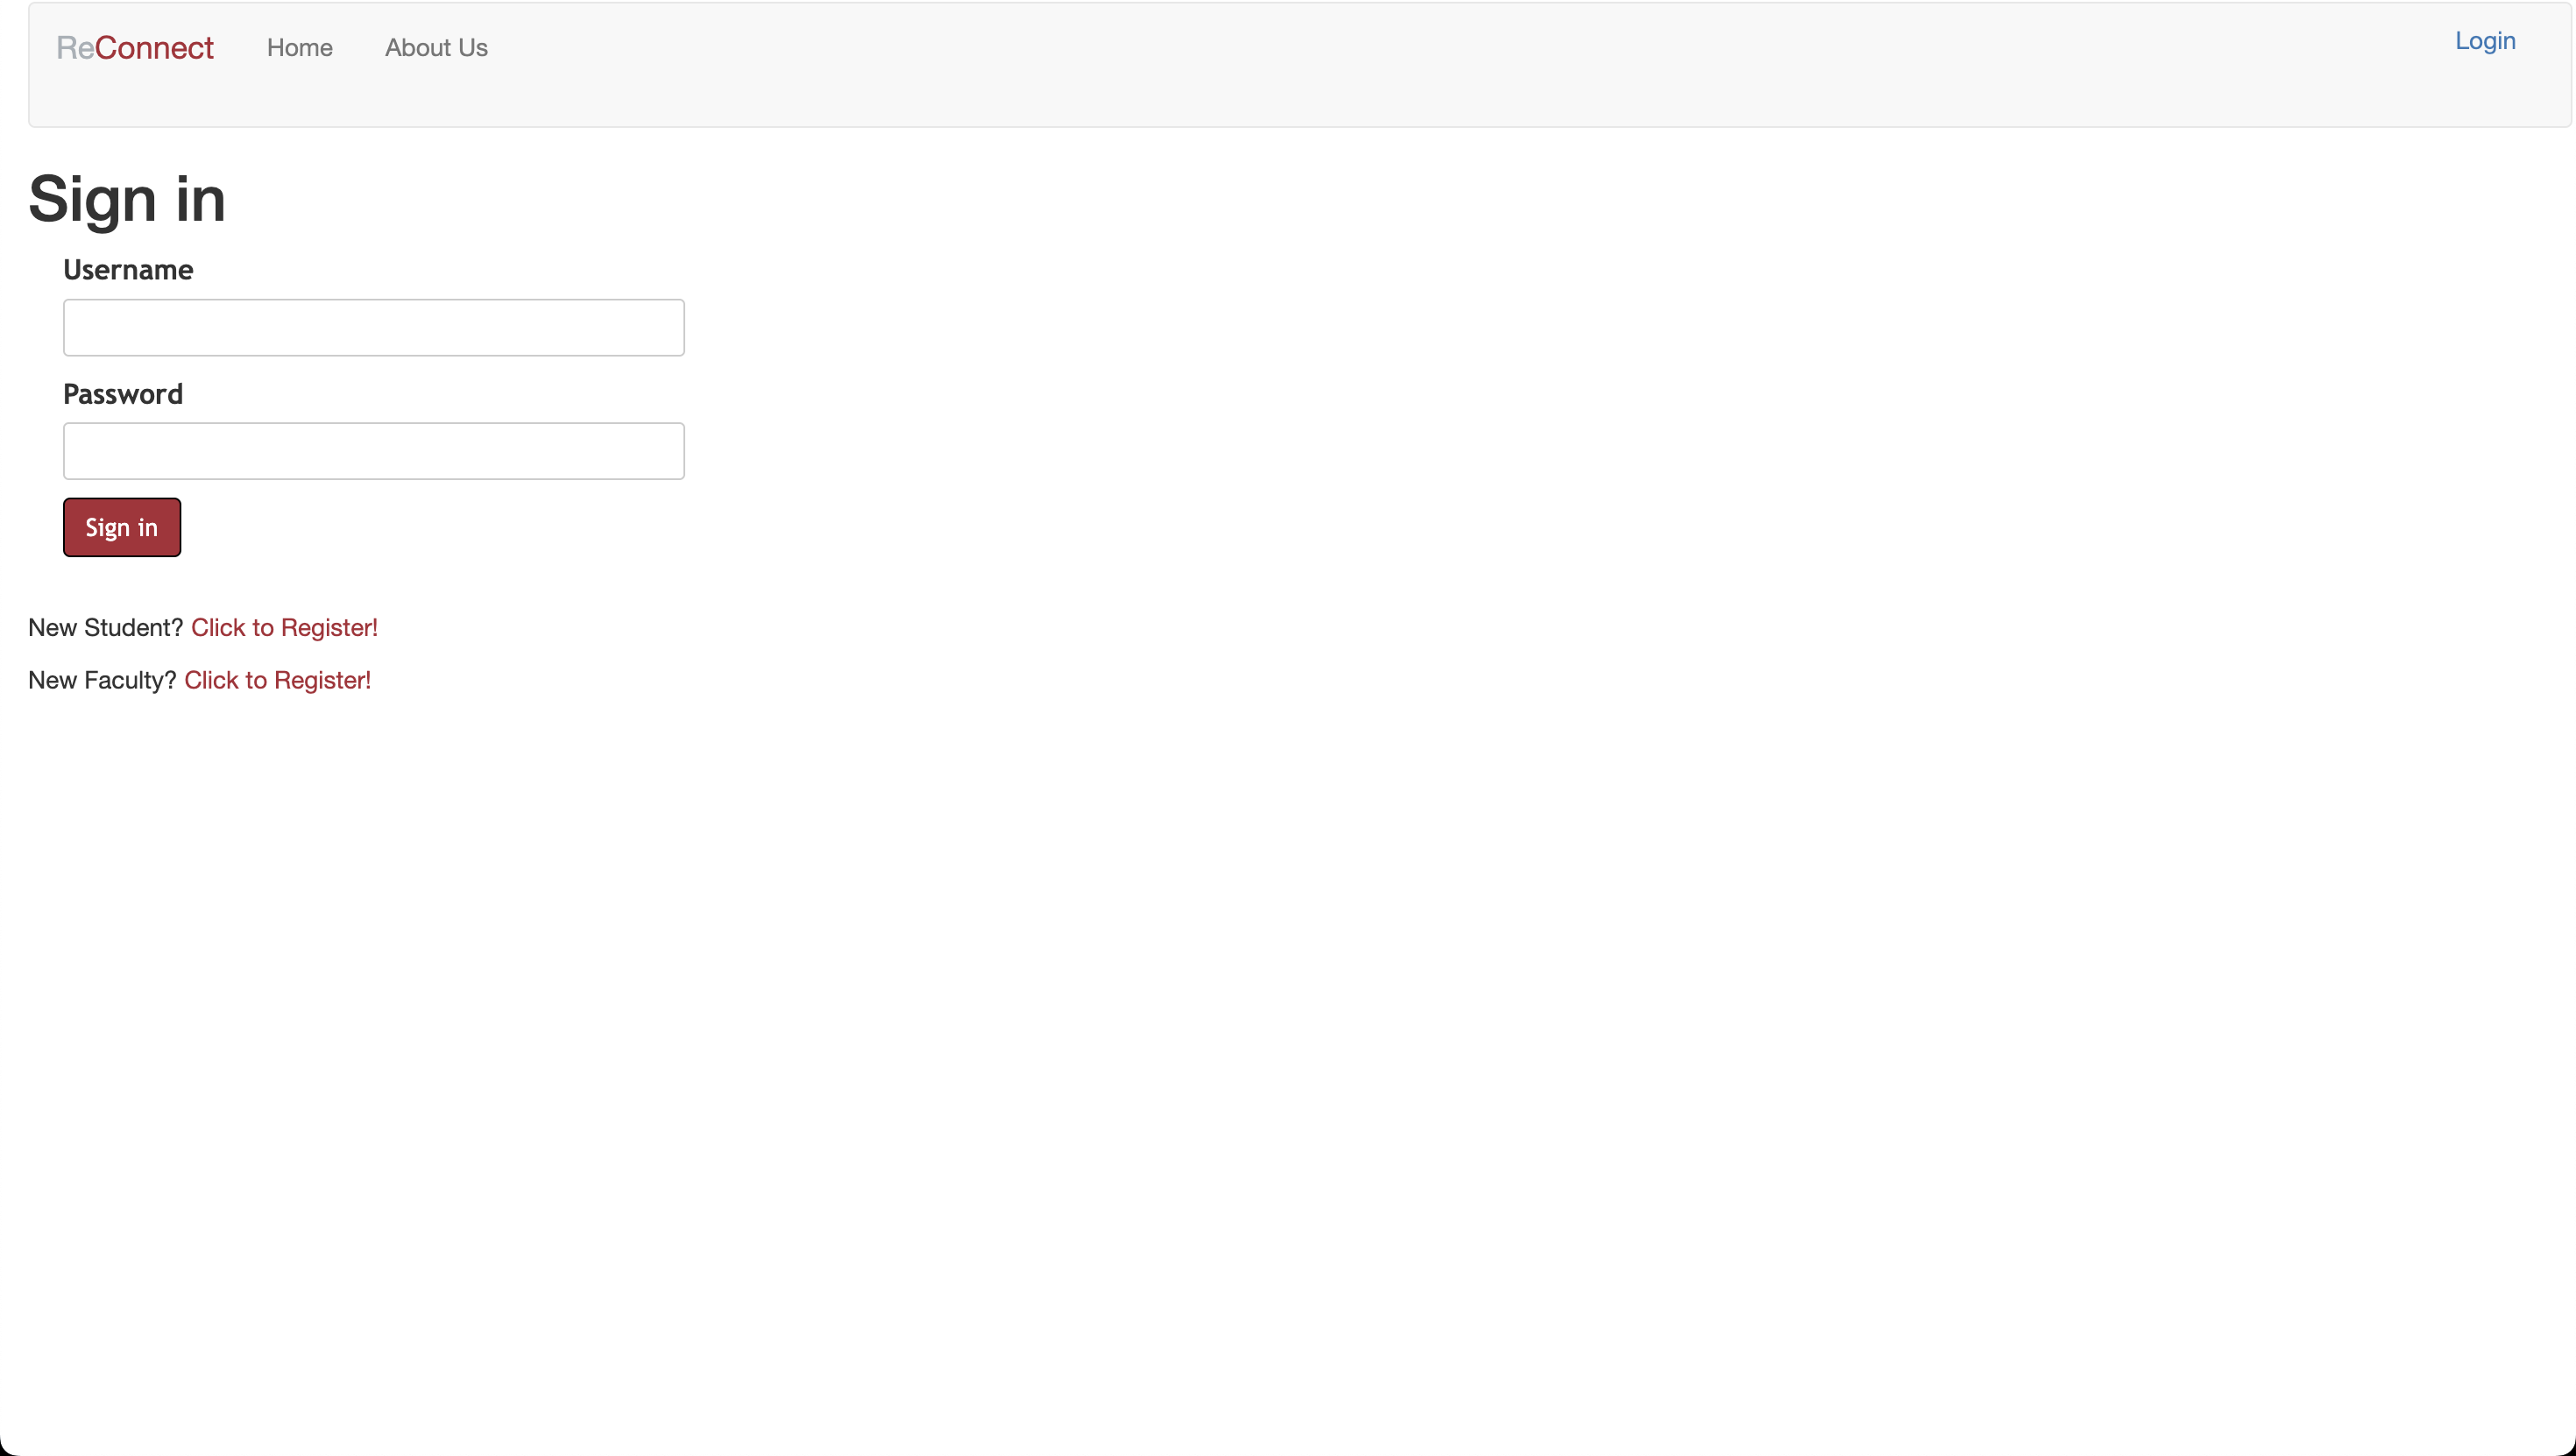 ReConnect Home About Us Login
Sign in
Username
Password
Sign in
New Student? Click to Register!
New Faculty? Click to Register!